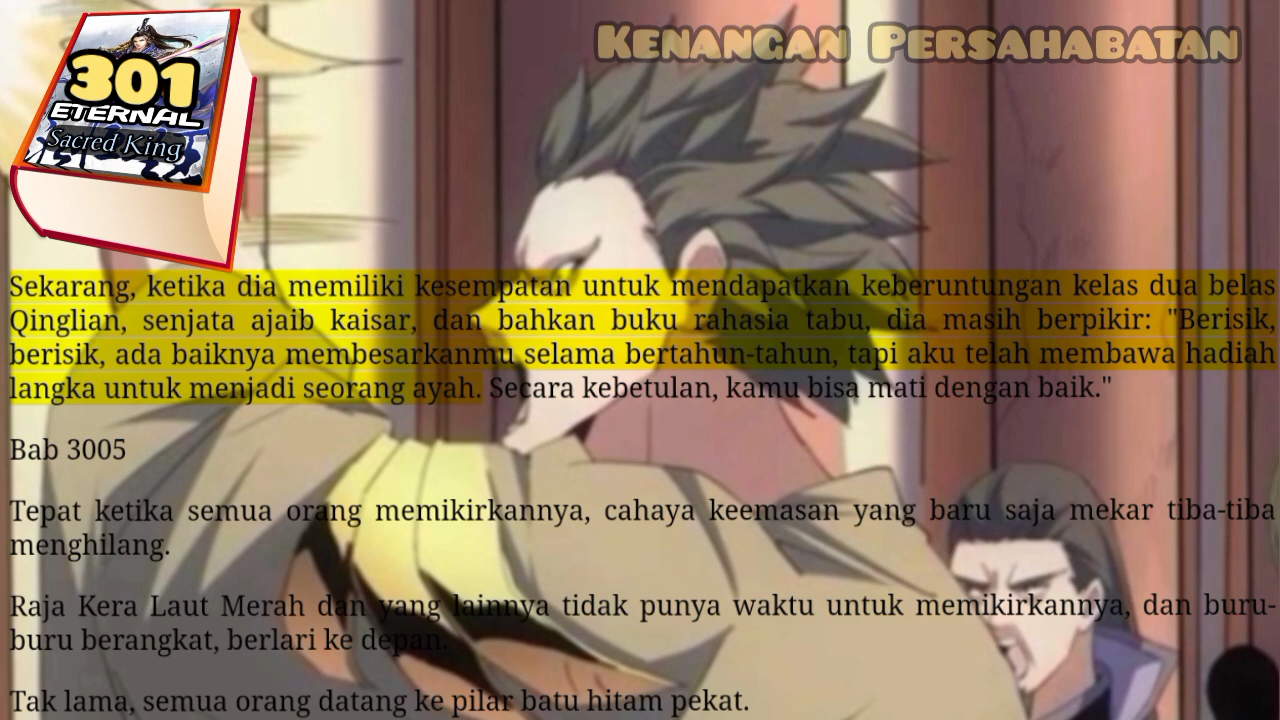 301
ETERNAL
Sacred King
KENANGAN PERSAHABATAN
Sekarang, ketika dia memiliki kesempatan untuk mendapatkan keberuntungan kelas dua belas
Qinglian, senjata ajaib kaisar, dan bahkan buku rahasia tabu, dia masih berpikir: "Berisik,
berisik, ada baiknya membesarkanmu selama bertahun-tahun, tapi aku telah membawa hadiah
langka untuk menjadi seorang ayah. Secara kebetulan, kamu bisa mati dengan baik."
Bab 3005
Tepat ketika semua orang memikirkannya, cahaya keemasan yang baru saja mekar tiba-tiba
menghilang.
Raja Kera Laut Merah dan yang lainnya tidak punya waktu untuk memikirkannya, dan buru-
buru berangkat, berlari ke depan.
Tak lama, semua orang datang ke pilar batu hitam pekat.